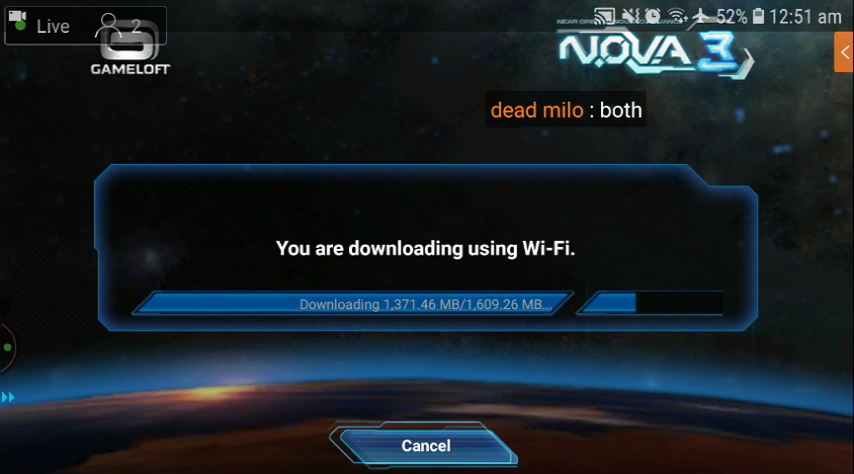 Live 2
52% 12:51 am
GAMELOFT
N.O.V.A 3
dead milo : both
You are downloading using Wi-Fi.
Downloading 1,371.46 MB/1,609.26 MB...
Cancel